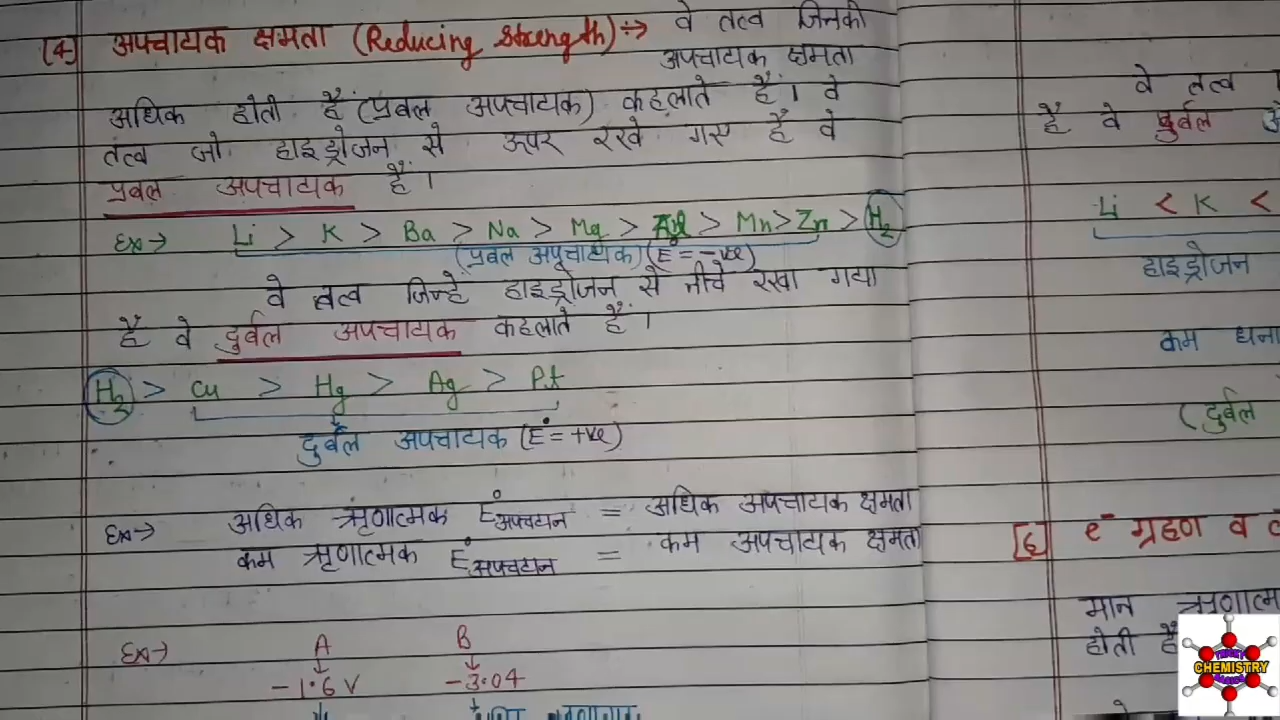 (4) अपचायक क्षमता (Reducing Strength) ÷→ वे तत्व जिनकी
अपचायक क्षमता
अधिक होती हैं (प्रबल अपचायक) कहलाते हैं। वे
तत्व जो हाइड्रोजन से ऊपर रखे गए हैं वे
प्रबल अपचायक हैं।
Ex→ Li > K > Ba > Na > Mg > > Mn > Zn > H₂
(प्रबल अपचायक) (E° = -ve)
वे तत्व जिन्हें हाइड्रोजन से नीचे रखा गया
हैं वे दुर्बल अपचायक कहलाते हैं।
H₂ > Cu > Hg > Ag > Pt
दुर्बल अपचायक (E° = +ve)
Ex→ अधिक ऋणात्मक E°अपचयन = अधिक अपचायक क्षमता
कम ऋणात्मक E°अपचयन = कम अपचायक क्षमता
Ex→ A B
↓ ↓
-1.6 V -3.04
वे तत्व
हैं वे दुर्बल
Li < K <
हाइड्रोजन
कम धना
(दुर्बल
[6] e⁻ ग्रहण व
मान ऋणात्म
होती है
CHEMISTRY